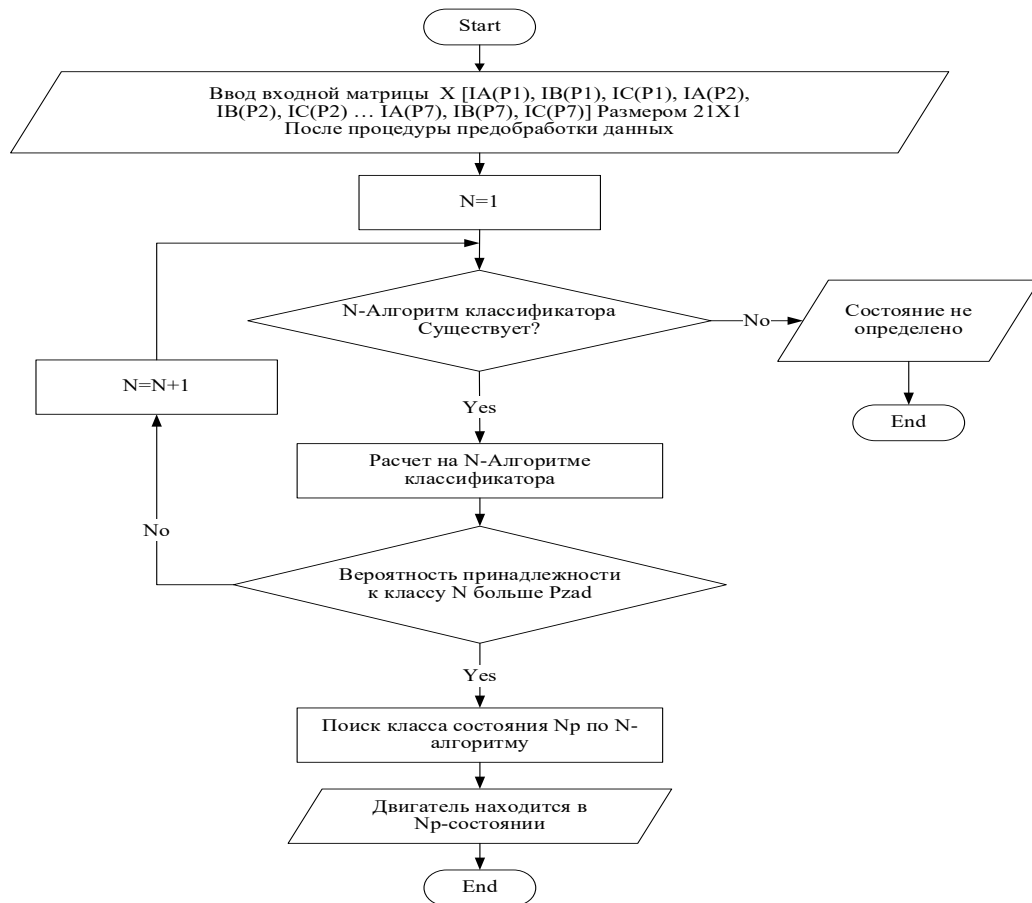 Start
Ввод входной матрицы X [IA(P1), IB(P1), IC(P1), IA(P2),
IB(P2), IC(P2) … IA(P7), IB(P7), IC(P7)] Размером 21X1
После процедуры предобработки данных
N=1
N-Алгоритм классификатора
Существует?
No
Состояние не
определено
End
N=N+1
Yes
Расчет на N-Алгоритме
классификатора
No
Вероятность принадлежности
к классу N больше Pzad
Yes
Поиск класса состояния Np по N-
алгоритму
Двигатель находится в
Np-состоянии
End